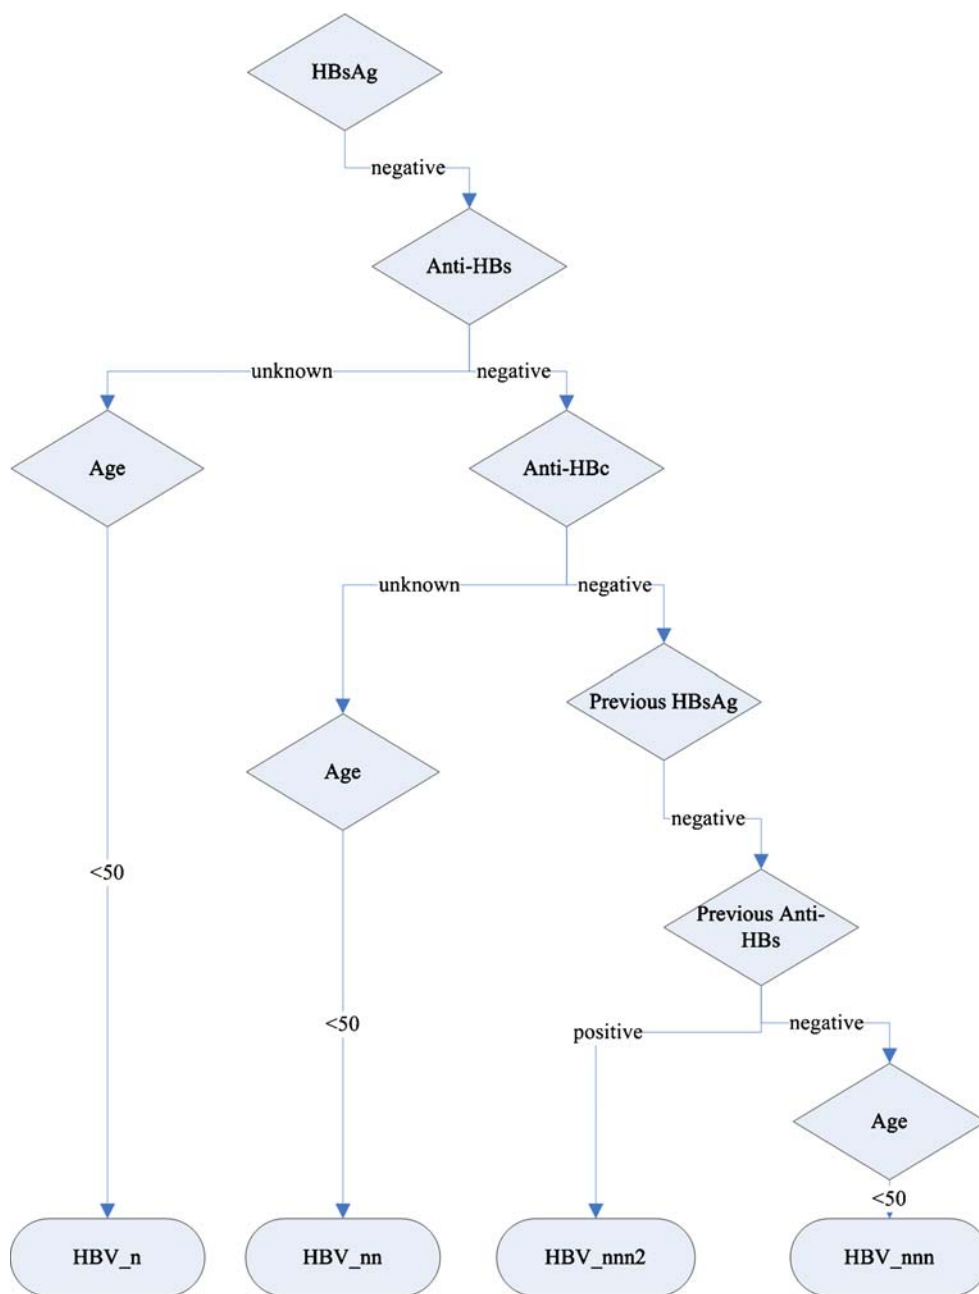 HBsAg
negative
Anti-HBs
unknown
negative
Age
Anti-HBc
unknown
negative
Previous HBsAg
Age
negative
<50
Previous Anti-
HBs
<50
positive
negative
Age
<50
HBV_n
HBV_nn
HBV_nnn2
HBV_nnn